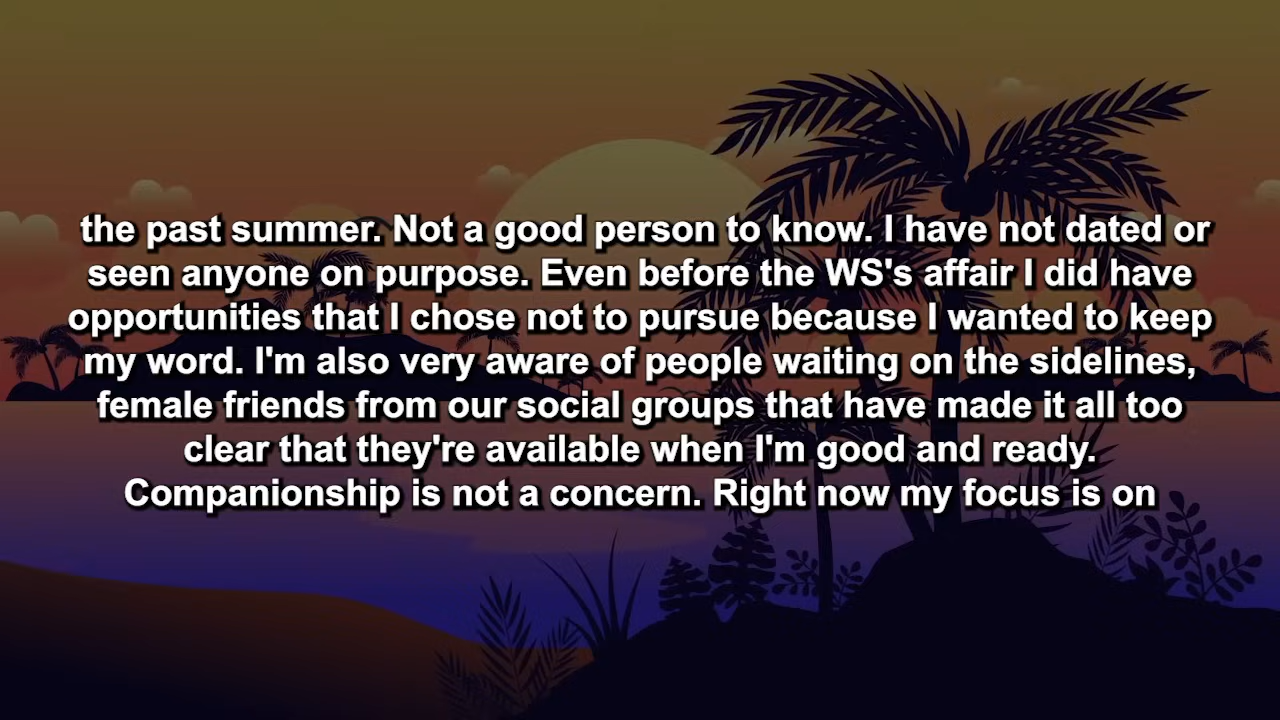 the past summer. Not a good person to know. I have not dated or
seen anyone on purpose. Even before the WS's affair I did have
opportunities that I chose not to pursue because I wanted to keep
my word. I'm also very aware of people waiting on the sidelines,
female friends from our social groups that have made it all too
clear that they're available when I'm good and ready.
Companionship is not a concern. Right now my focus is on